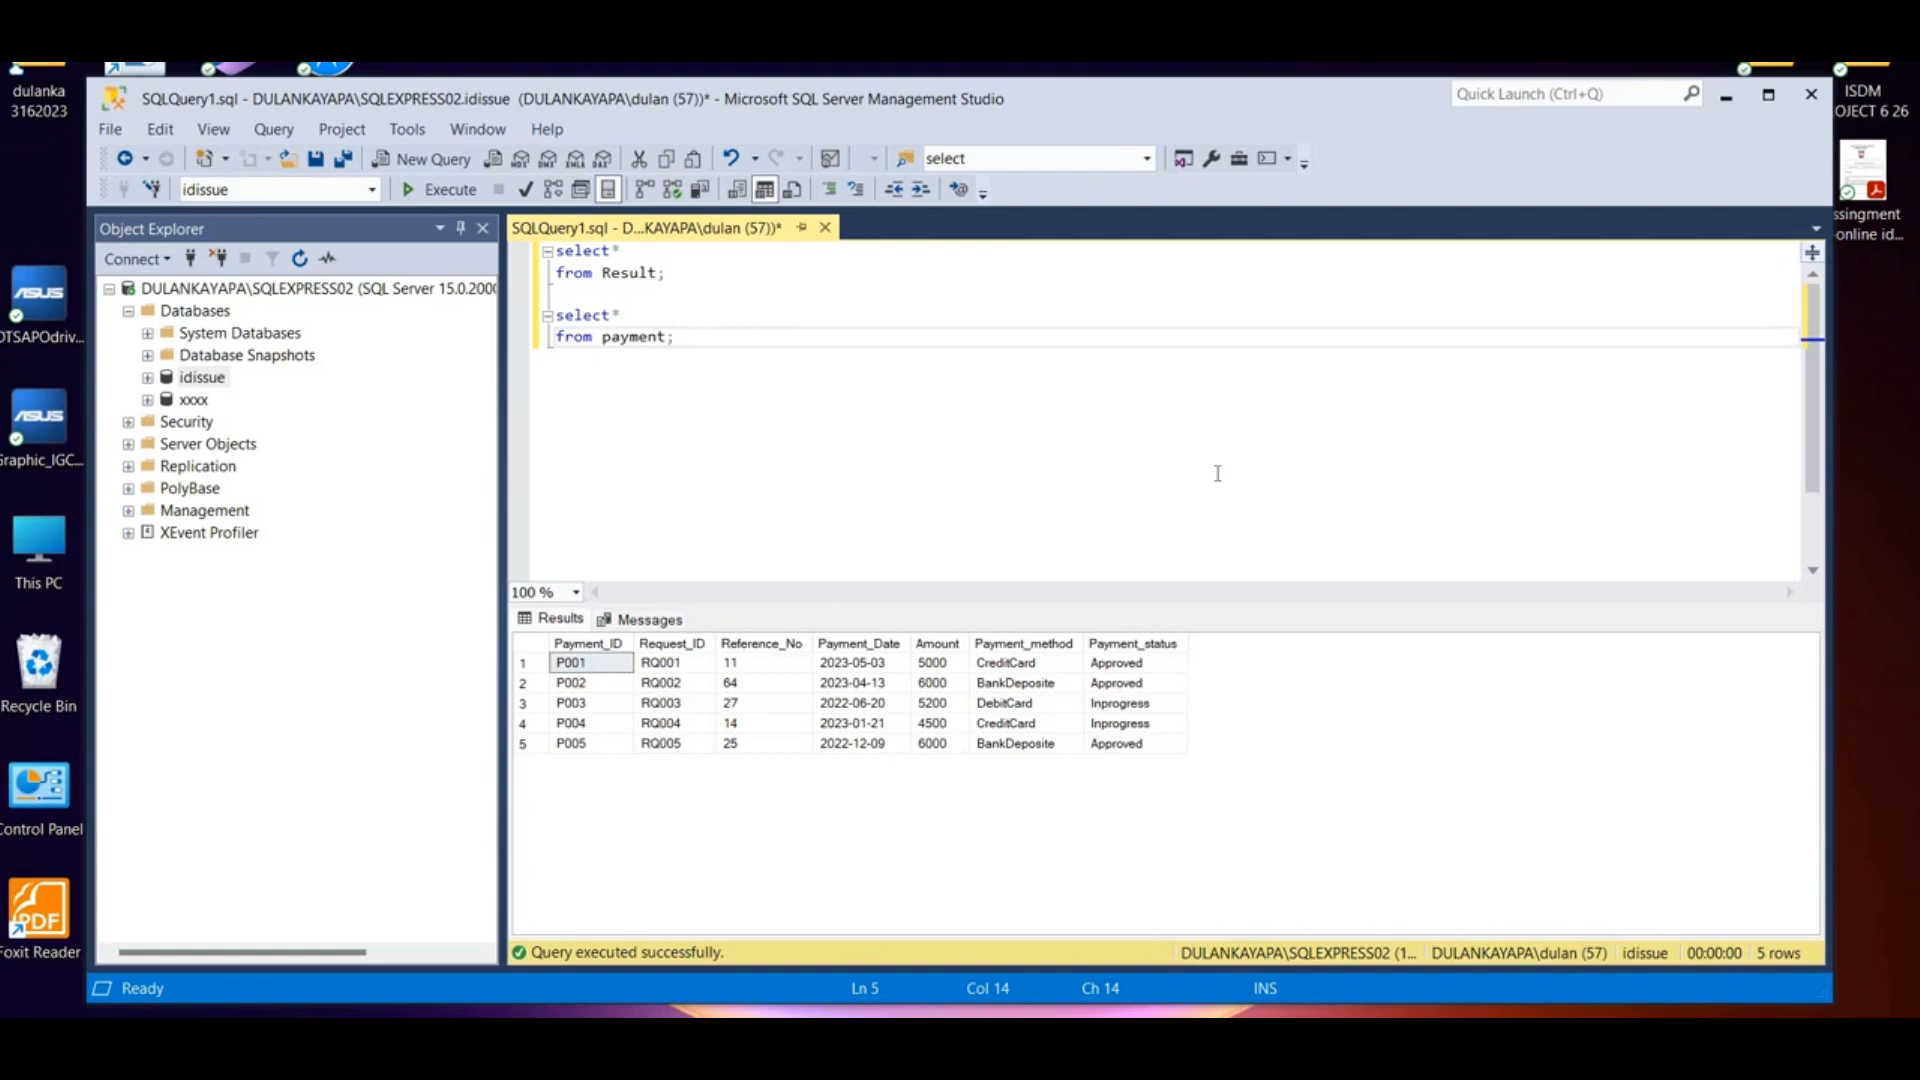 dulanka
3162023
ISDM
OJECT 6 26
SQLQuery1.sql - DULANKAYAPA\SQLEXPRESS02.idissue (DULANKAYAPA\dulan (57))* - Microsoft SQL Server Management Studio
Quick Launch (Ctrl+Q)
File Edit View Query Project Tools Window Help
New Query
select
idissue
Execute
ssingment
online id...
Object Explorer
SQLQuery1.sql - D...KAYAPA\dulan (57))*
Connect
DULANKAYAPA\SQLEXPRESS02 (SQL Server 15.0.2000
Databases
System Databases
Database Snapshots
idissue
xxxx
Security
Server Objects
Replication
PolyBase
Management
XEvent Profiler
select*
from Result;
select*
from payment;
ASUS
DTSAPOdriv...
ASUS
Graphic_IGC...
This PC
Recycle Bin
Control Panel
PDF
Foxit Reader
100 %
Results Messages
Payment_ID Request_ID Reference_No Payment_Date Amount Payment_method Payment_status
1 P001 RQ001 11 2023-05-03 5000 CreditCard Approved
2 P002 RQ002 64 2023-04-13 6000 BankDeposite Approved
3 P003 RQ003 27 2022-06-20 5200 DebitCard Inprogress
4 P004 RQ004 14 2023-01-21 4500 CreditCard Inprogress
5 P005 RQ005 25 2022-12-09 6000 BankDeposite Approved
Query executed successfully.
DULANKAYAPA\SQLEXPRESS02 (1... DULANKAYAPA\dulan (57) idissue 00:00:00 5 rows
Ready Ln 5 Col 14 Ch 14 INS